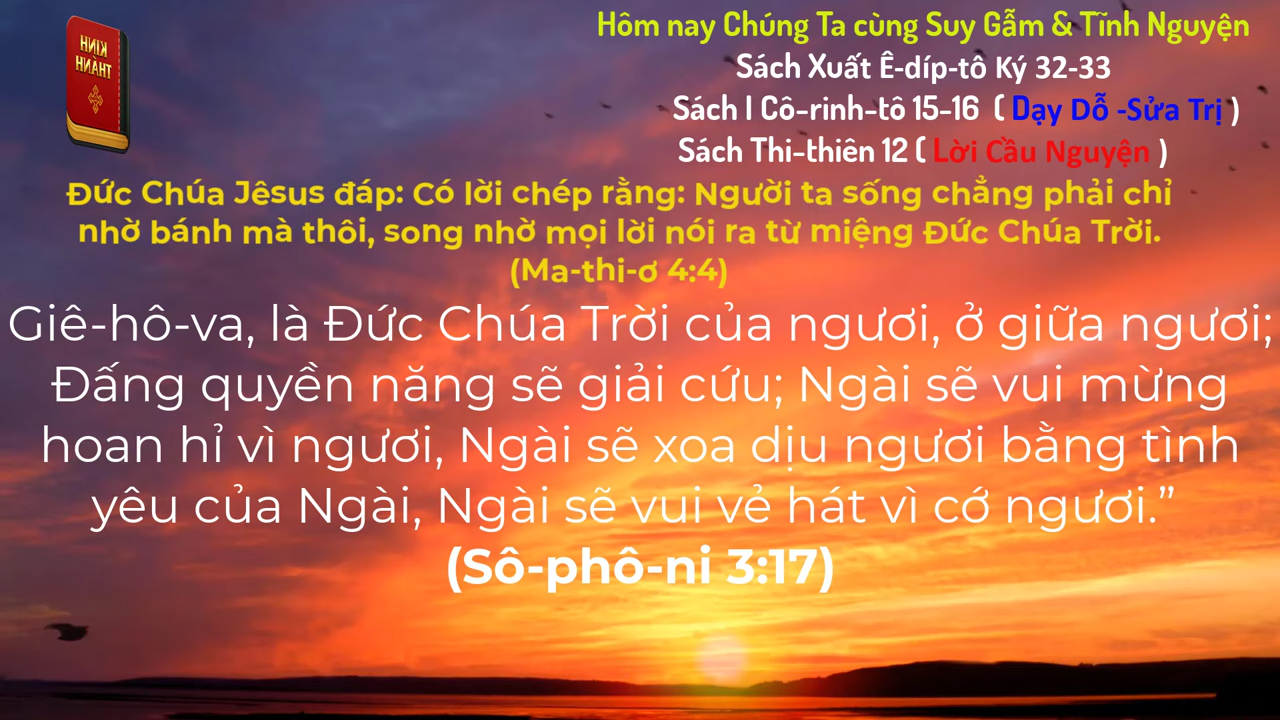 KINH
THÁNH
Hôm nay Chúng Ta cùng Suy Gẫm & Tĩnh Nguyện
Sách Xuất Ê-díp-tô Ký 32-33
Sách I Cô-rinh-tô 15-16 ( Dạy Dỗ -Sửa Trị )
Sách Thi-thiên 12 ( Lời Cầu Nguyện )
Đức Chúa Jêsus đáp: Có lời chép rằng: Người ta sống chẳng phải chỉ
nhờ bánh mà thôi, song nhờ mọi lời nói ra từ miệng Đức Chúa Trời.
(Ma-thi-ơ 4:4)
Giê-hô-va, là Đức Chúa Trời của ngươi, ở giữa ngươi;
Đấng quyền năng sẽ giải cứu; Ngài sẽ vui mừng
hoan hỉ vì ngươi, Ngài sẽ xoa dịu ngươi bằng tình
yêu của Ngài, Ngài sẽ vui vẻ hát vì cớ ngươi.”
(Sô-phô-ni 3:17)